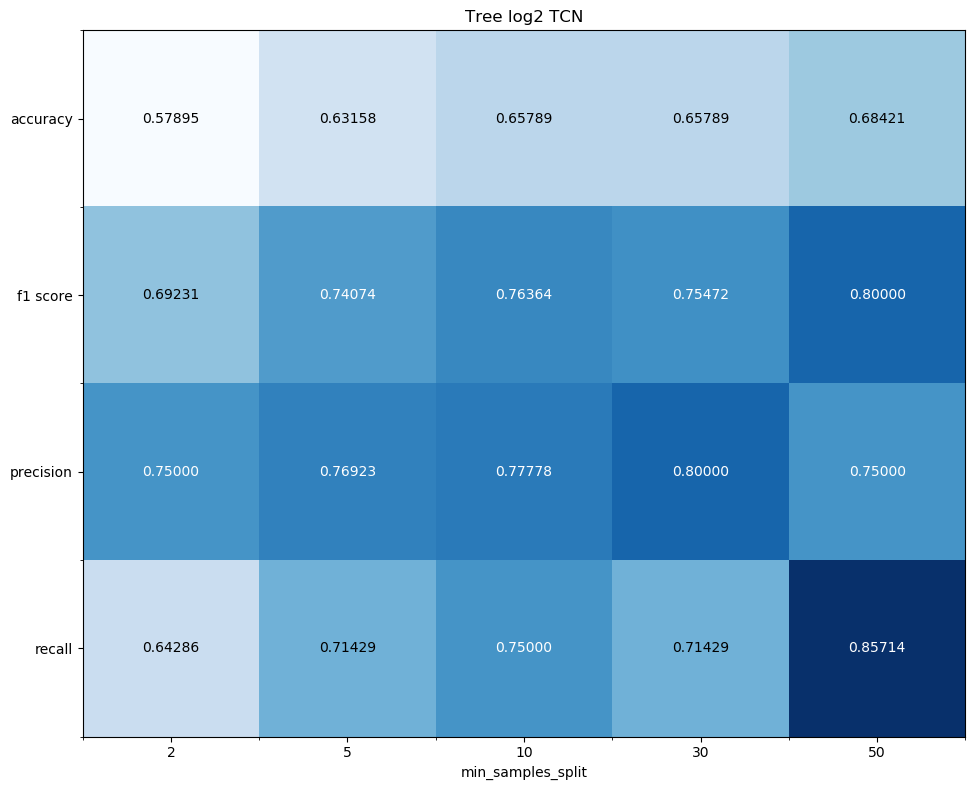 Tree log2 TCN
accuracy 0.57895 0.63158 0.65789 0.65789 0.68421
f1 score 0.69231 0.74074 0.76364 0.75472 0.80000
precision 0.75000 0.76923 0.77778 0.80000 0.75000
recall 0.64286 0.71429 0.75000 0.71429 0.85714
2 5 10 30 50
min_samples_split